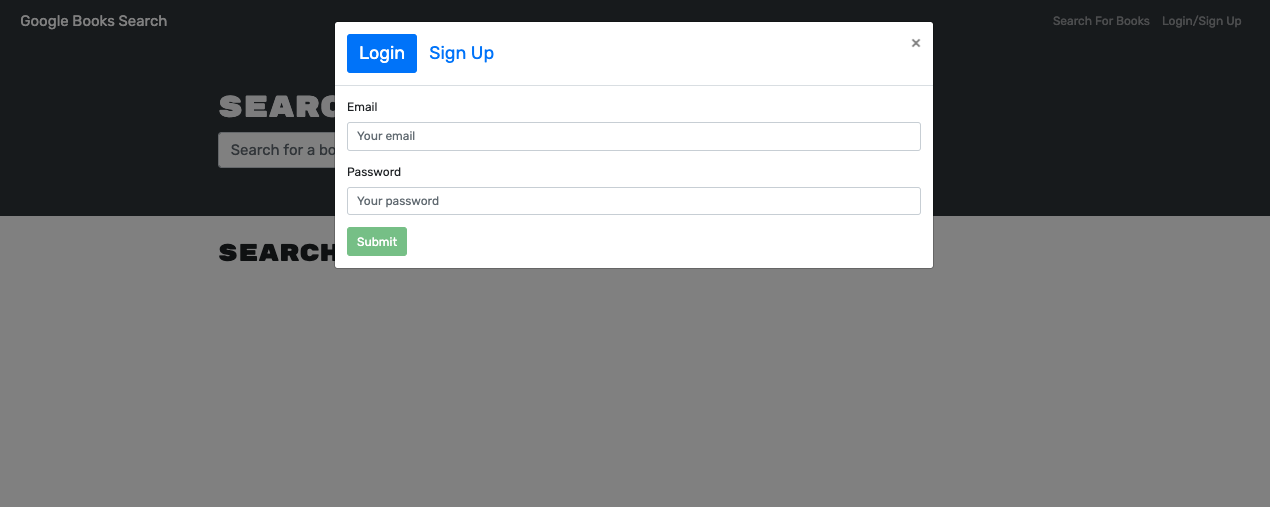 Google Books Search
Search For Books Login/Sign Up
Login Sign Up ×
SEARC
Search for a bo
Email
Your email
Password
Your password
Submit
SEARCH